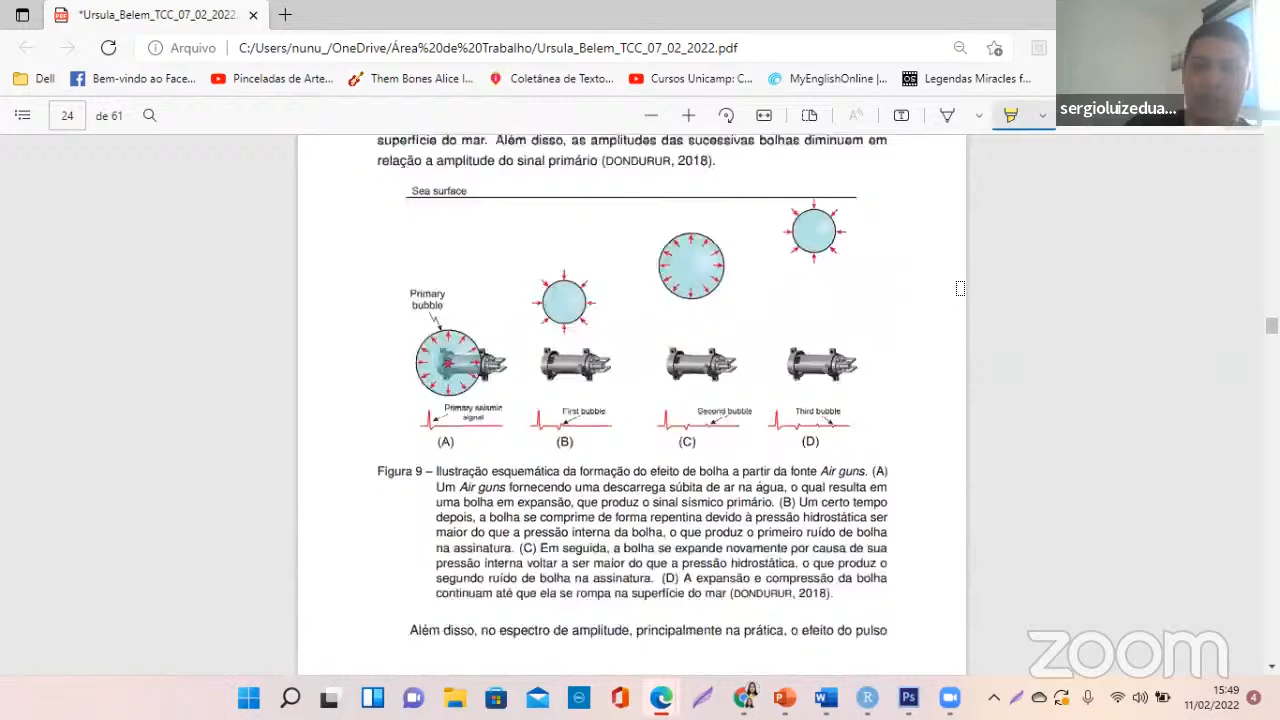 *Ursula_Belem_TCC_07_02_2022.
Arquivo C:/Users/nunu_/OneDrive/Área%20de%20Trabalho/Ursula_Belem_TCC_07_02_2022.pdf
Dell Bem-vindo ao Face... Pinceladas de Arte... Them Bones Alice I... Coletânea de Texto... Cursos Unicamp: C... MyEnglishOnline |... Legendas Miracles f...
sergioluizedua...
24 de 61
superfície do mar. Além disso, as amplitudes das sucessivas bolhas diminuem em
relação a amplitude do sinal primário (DONDURUR, 2018).
Sea surface
Primary
bubble
Primary seismic
signal
First bubble
Second bubble
Third bubble
(A) (B) (C) (D)
Figura 9 – Ilustração esquemática da formação do efeito de bolha a partir da fonte Air guns. (A)
Um Air guns fornecendo uma descarrega súbita de ar na água, o qual resulta em
uma bolha em expansão, que produz o sinal sísmico primário. (B) Um certo tempo
depois, a bolha se comprime de forma repentina devido à pressão hidrostática ser
maior do que a pressão interna da bolha, o que produz o primeiro ruído de bolha
na assinatura. (C) Em seguida, a bolha se expande novamente por causa de sua
pressão interna voltar a ser maior do que a pressão hidrostática, o que produz o
segundo ruído de bolha na assinatura. (D) A expansão e compressão da bolha
continuam até que ela se rompa na superfície do mar (DONDURUR, 2018).
Além disso, no espectro de amplitude, principalmente na prática, o efeito do pulso
zoom
15:49
11/02/2022
4